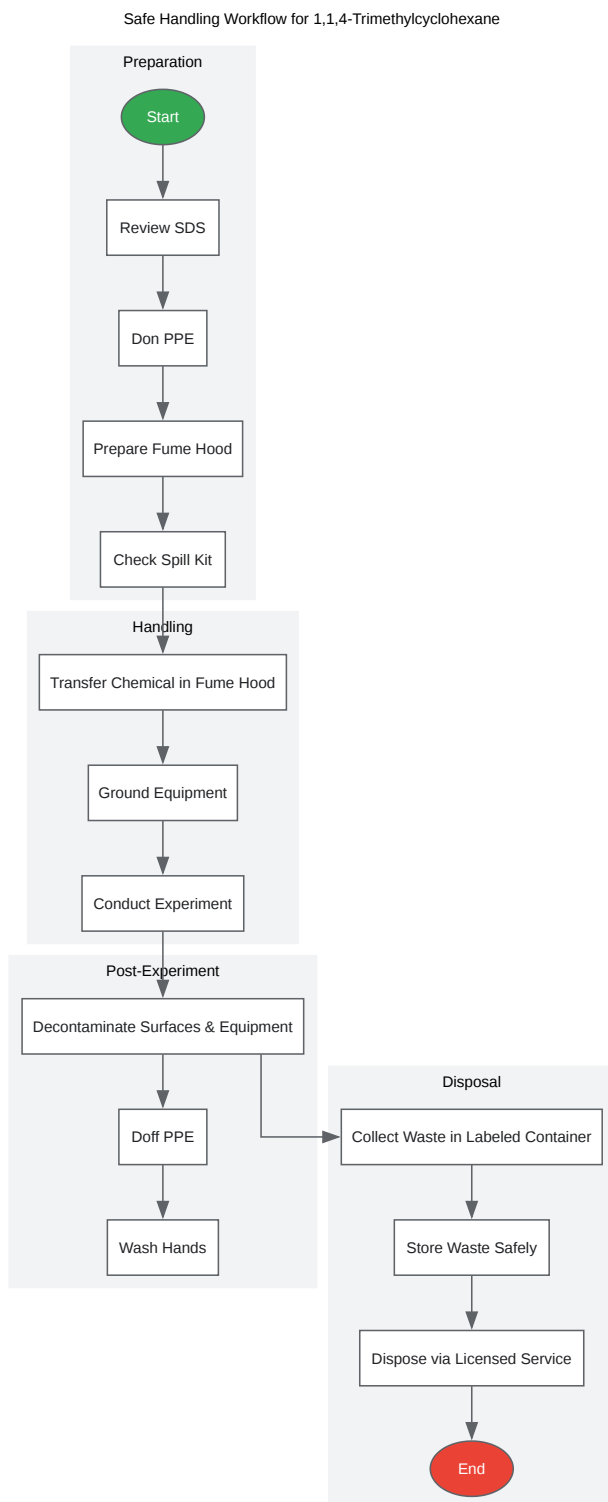 Safe Handling Workflow for 1,1,4-Trimethylcyclohexane
Preparation
Start
Review SDS
Don PPE
Prepare Fume Hood
Check Spill Kit
Handling
Transfer Chemical in Fume Hood
Ground Equipment
Conduct Experiment
Post-Experiment
Decontaminate Surfaces & Equipment
Doff PPE
Wash Hands
Disposal
Collect Waste in Labeled Container
Store Waste Safely
Dispose via Licensed Service
End